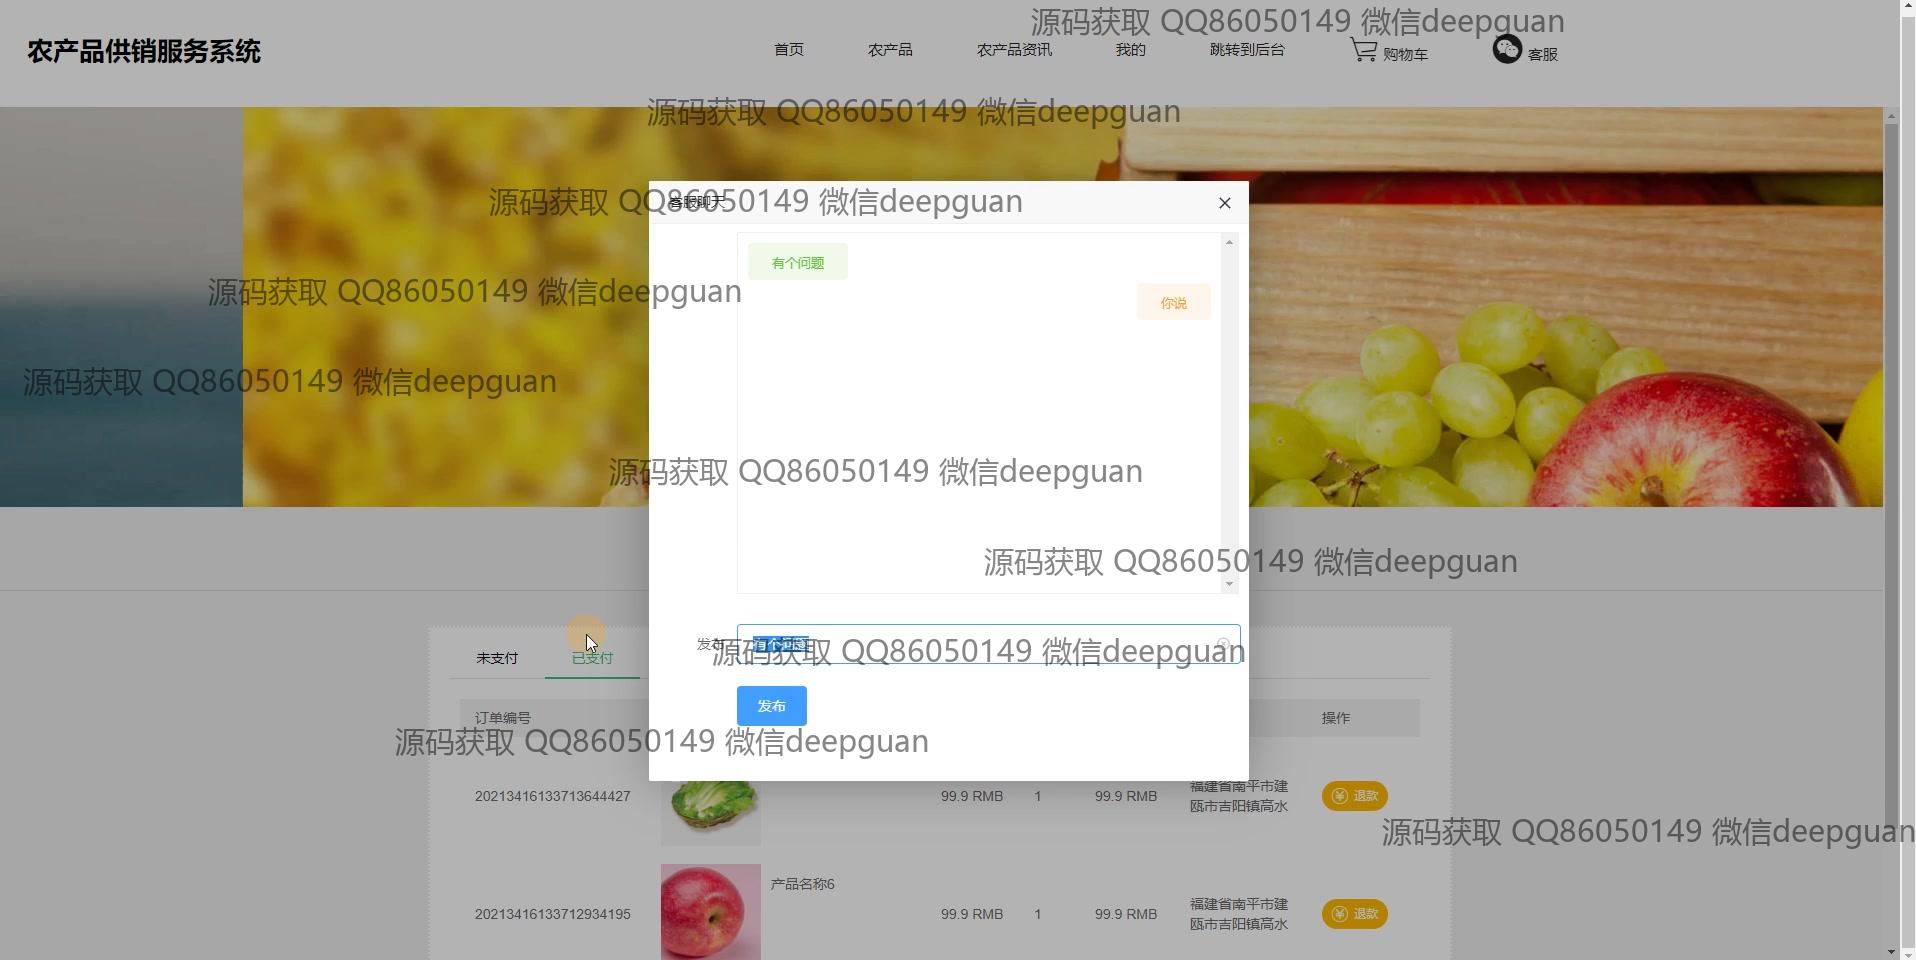 源码获取 QQ86050149 微信deepguan
农产品供销服务系统
首页
农产品
农产品资讯
我的
跳转到后台
购物车
客服
源码获取 QQ86050149 微信deepguan
源码获取 QQ86050149 微信deepguan
客服聊天
有个问题
源码获取 QQ86050149 微信deepguan
你说
源码获取 QQ86050149 微信deepguan
源码获取 QQ86050149 微信deepguan
源码获取 QQ86050149 微信deepguan
发布
有个问题
源码获取 QQ86050149 微信deepguan
未支付
已支付
发布
订单编号
操作
源码获取 QQ86050149 微信deepguan
20213416133713644427
99.9 RMB
1
99.9 RMB
福建省南平市建
瓯市吉阳镇高水
退款
源码获取 QQ86050149 微信deepguan
产品名称6
20213416133712934195
99.9 RMB
1
99.9 RMB
福建省南平市建
瓯市吉阳镇高水
退款